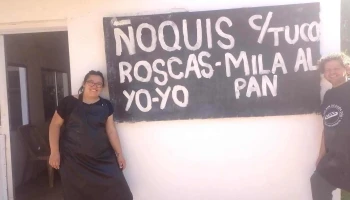 ÑOQUIS C/TUCO
ROSCAS-MILA AL
YO-YO PAN